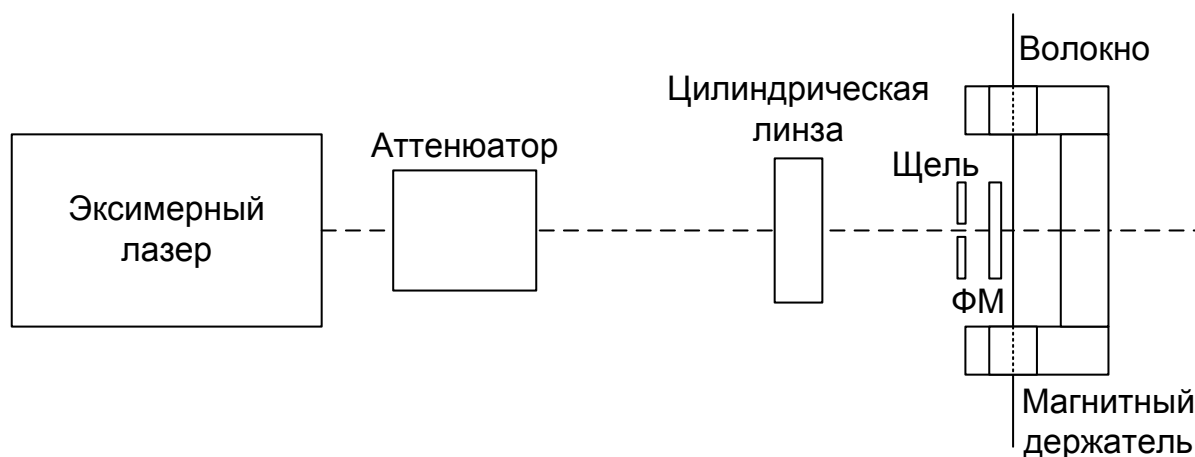 Волокно
Цилиндрическая
линза
Аттенюатор
Щель
Эксимерный
лазер
ФМ
Магнитный
держатель